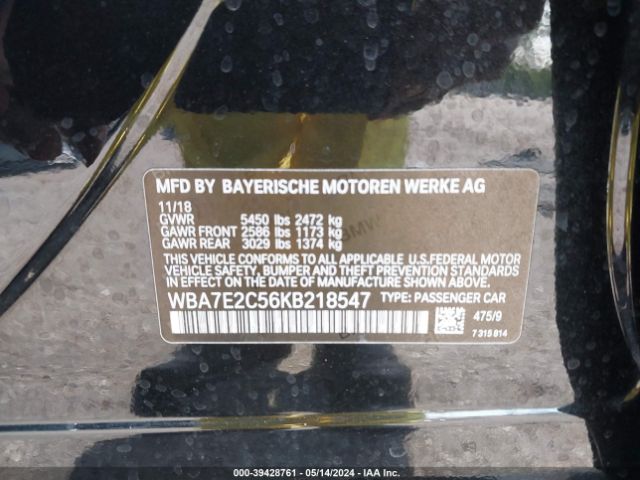 MFD BY BAYERISCHE MOTOREN WERKE AG
11/18
GVWR 5450 lbs 2472 kg
GAWR FRONT 2586 lbs 1173 kg
GAWR REAR 3029 lbs 1374 kg
THIS VEHICLE CONFORMS TO ALL APPLICABLE U.S.FEDERAL MOTOR
VEHICLE SAFETY, BUMPER AND THEFT PREVENTION STANDARDS IN
EFFECT ON THE DATE OF MANUFACTURE SHOWN ABOVE.
WBA7E2C56KB218547 TYPE: PASSENGER CAR
475/9
7 315 814
000-39428761 - 05/14/2024 - IAA Inc.